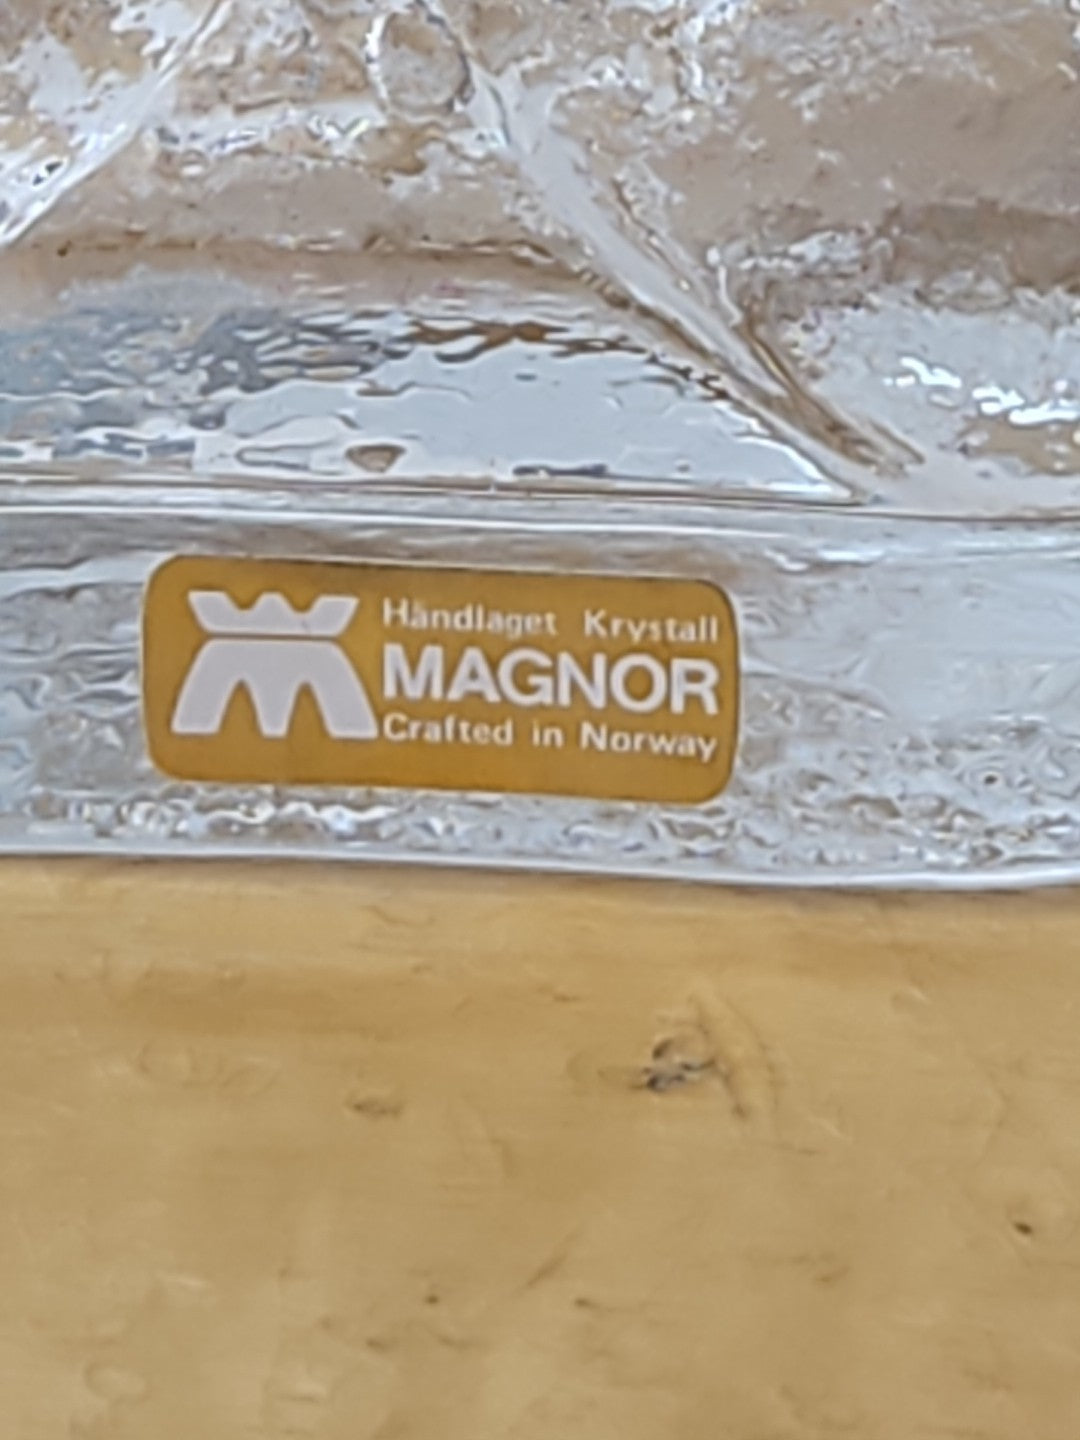 Håndlaget Krystall
MAGNOR
Crafted in Norway